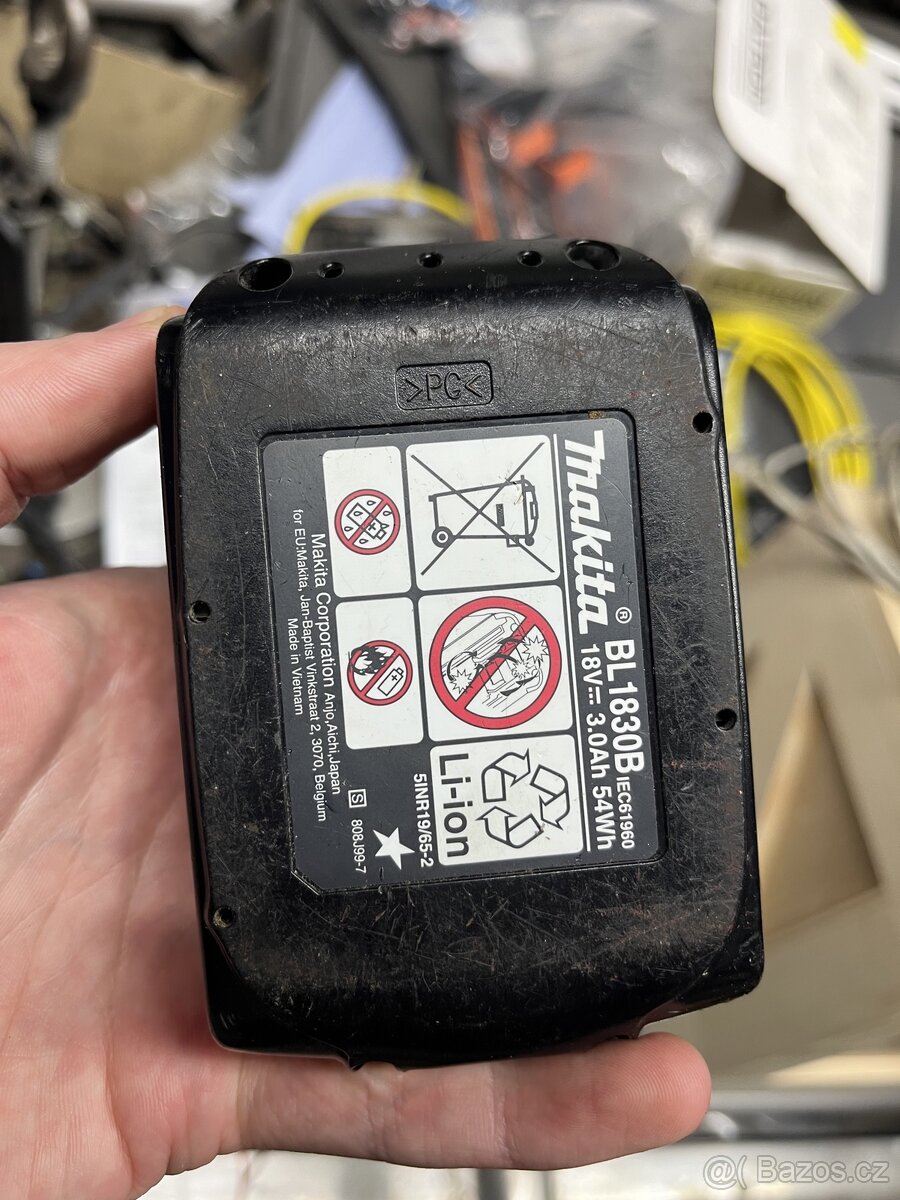 >PC<
Makita® BL1830B IEC61960
18V⎓ 3.0Ah 54Wh
Li-ion
5INR19/65-2
S 808J99-7
Makita Corporation Anjo,Aichi,Japan
for EU:Makita, Jan-Baptist Vinkstraat 2, 3070, Belgium
Made in Vietnam
@( Bazos.cz